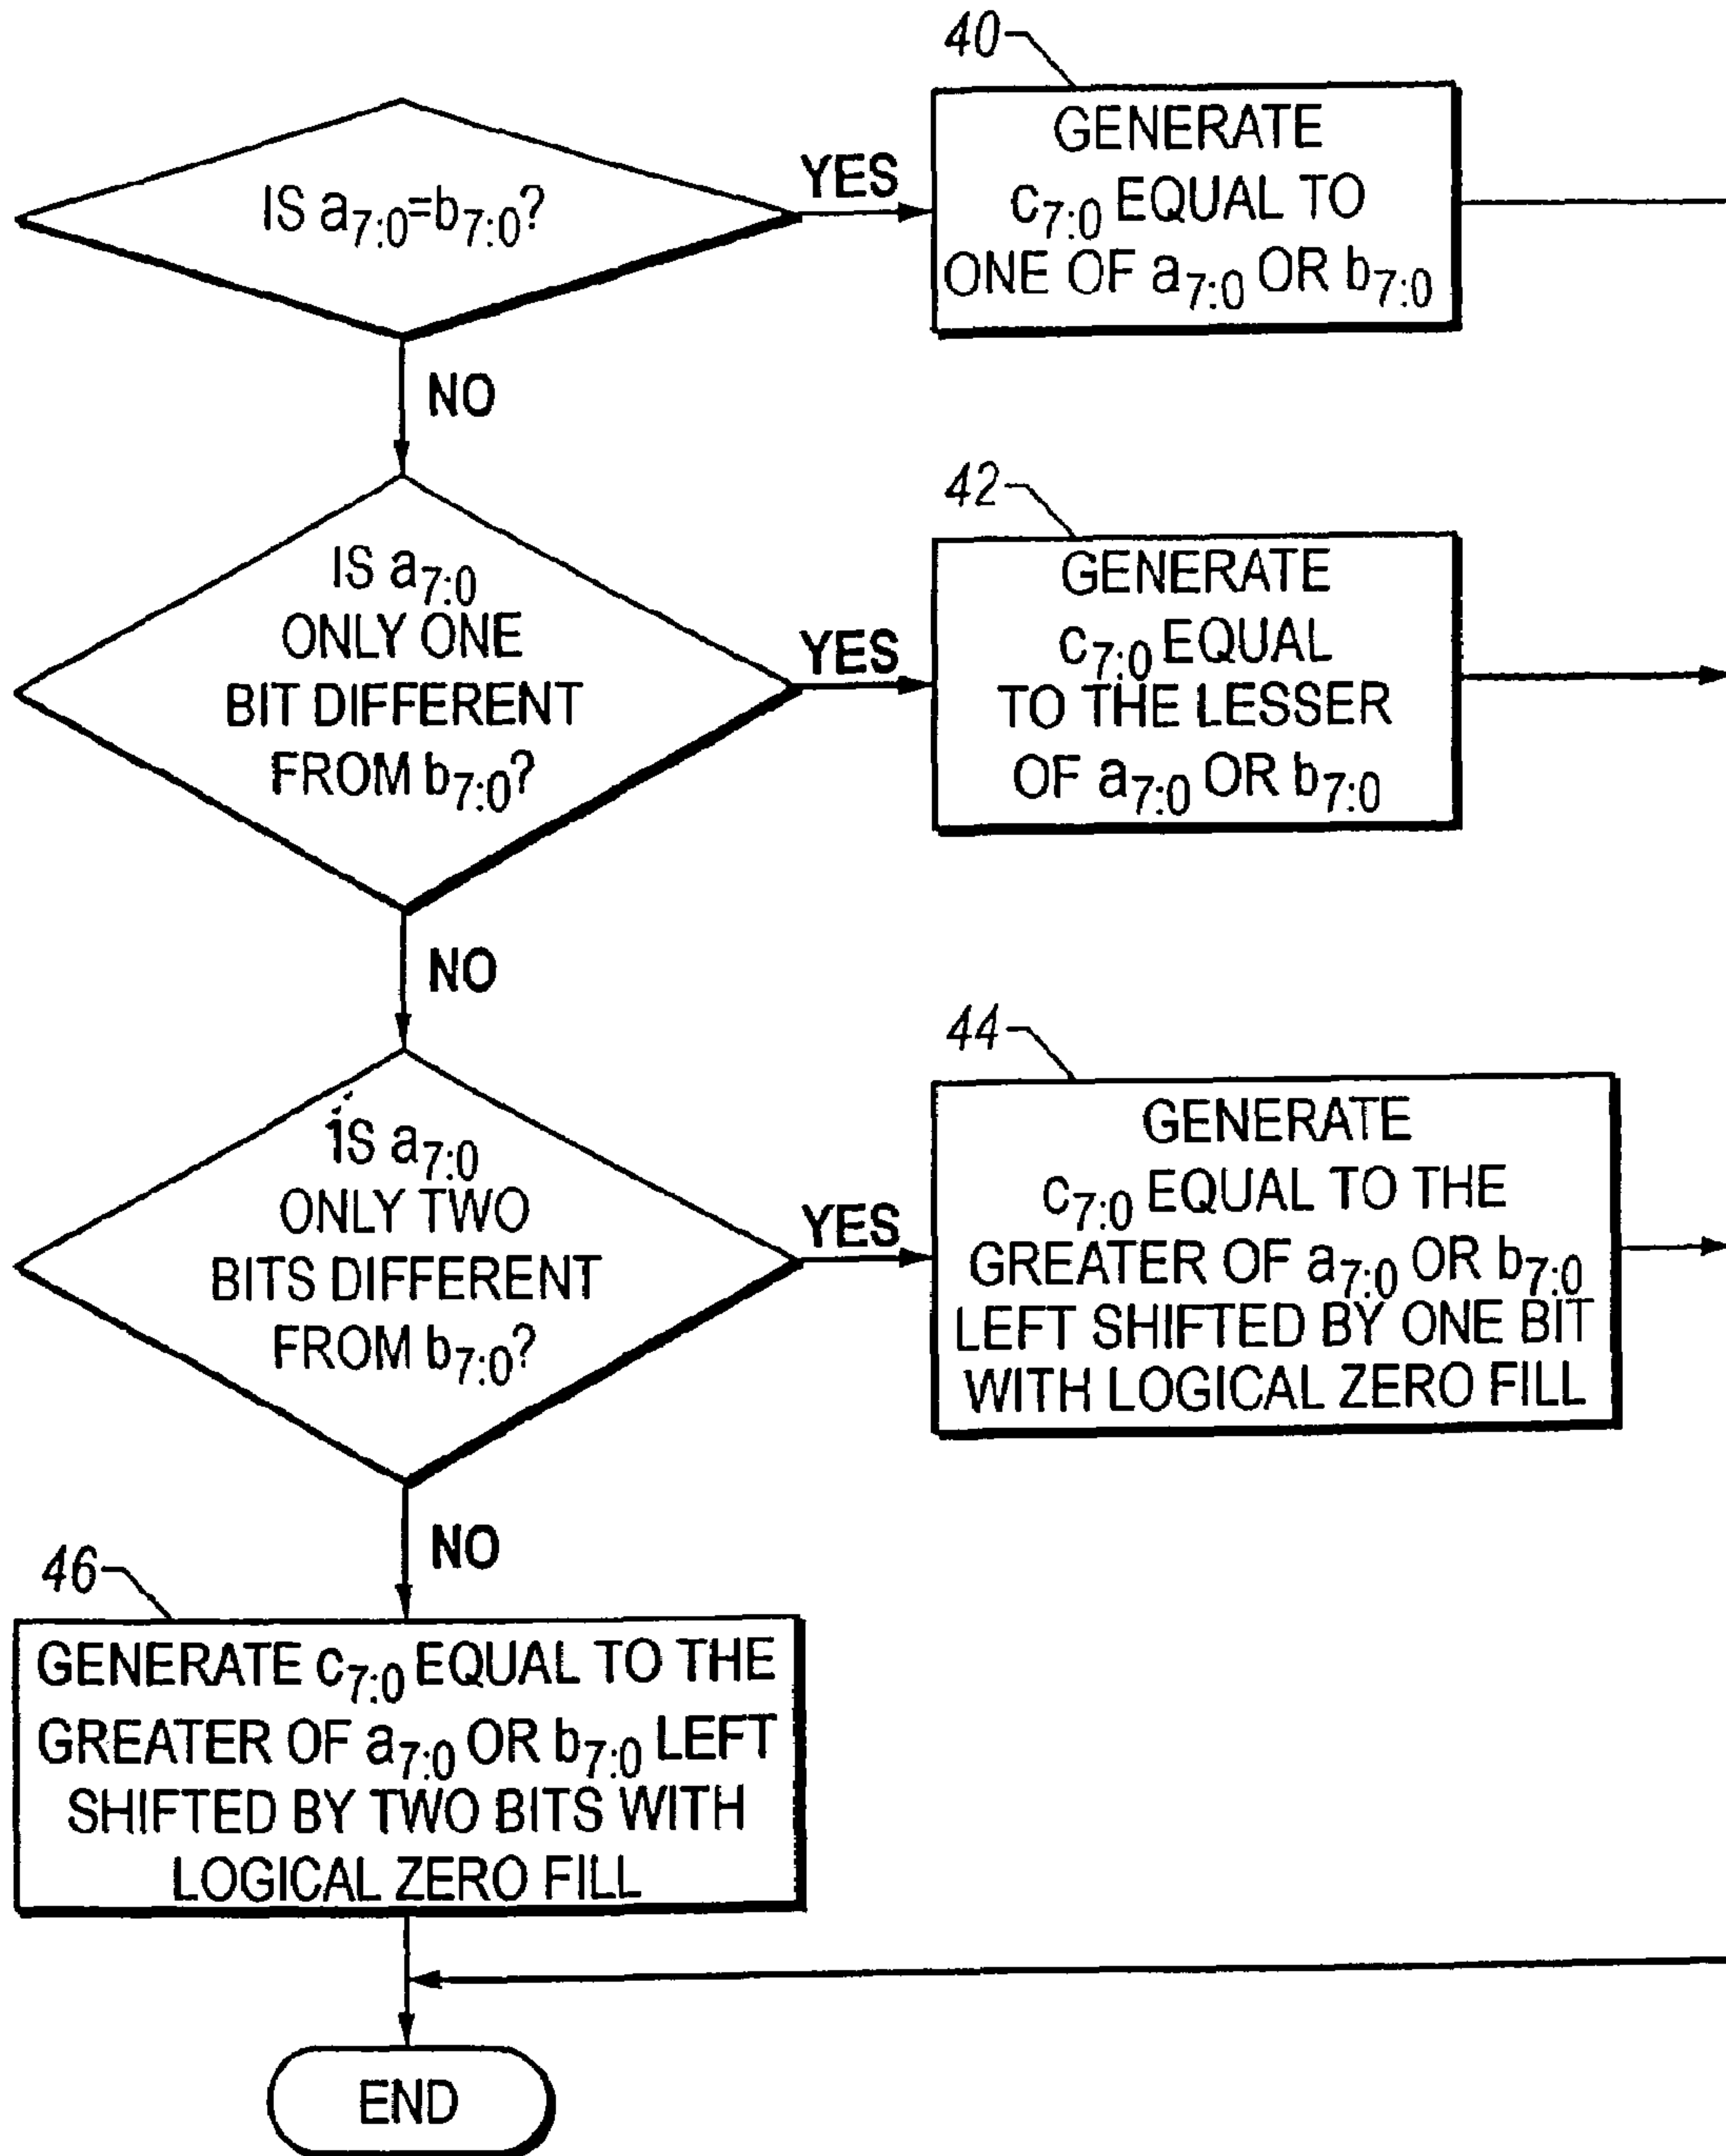 40
IS a7:0=b7:0?
YES
GENERATE
c7:0 EQUAL TO
ONE OF a7:0 OR b7:0
NO
42
IS a7:0
ONLY ONE
BIT DIFFERENT
FROM b7:0?
YES
GENERATE
c7:0 EQUAL
TO THE LESSER
OF a7:0 OR b7:0
NO
44
IS a7:0
ONLY TWO
BITS DIFFERENT
FROM b7:0?
YES
GENERATE
c7:0 EQUAL TO THE
GREATER OF a7:0 OR b7:0
LEFT SHIFTED BY ONE BIT
WITH LOGICAL ZERO FILL
NO
46
GENERATE c7:0 EQUAL TO THE
GREATER OF a7:0 OR b7:0 LEFT
SHIFTED BY TWO BITS WITH
LOGICAL ZERO FILL
END